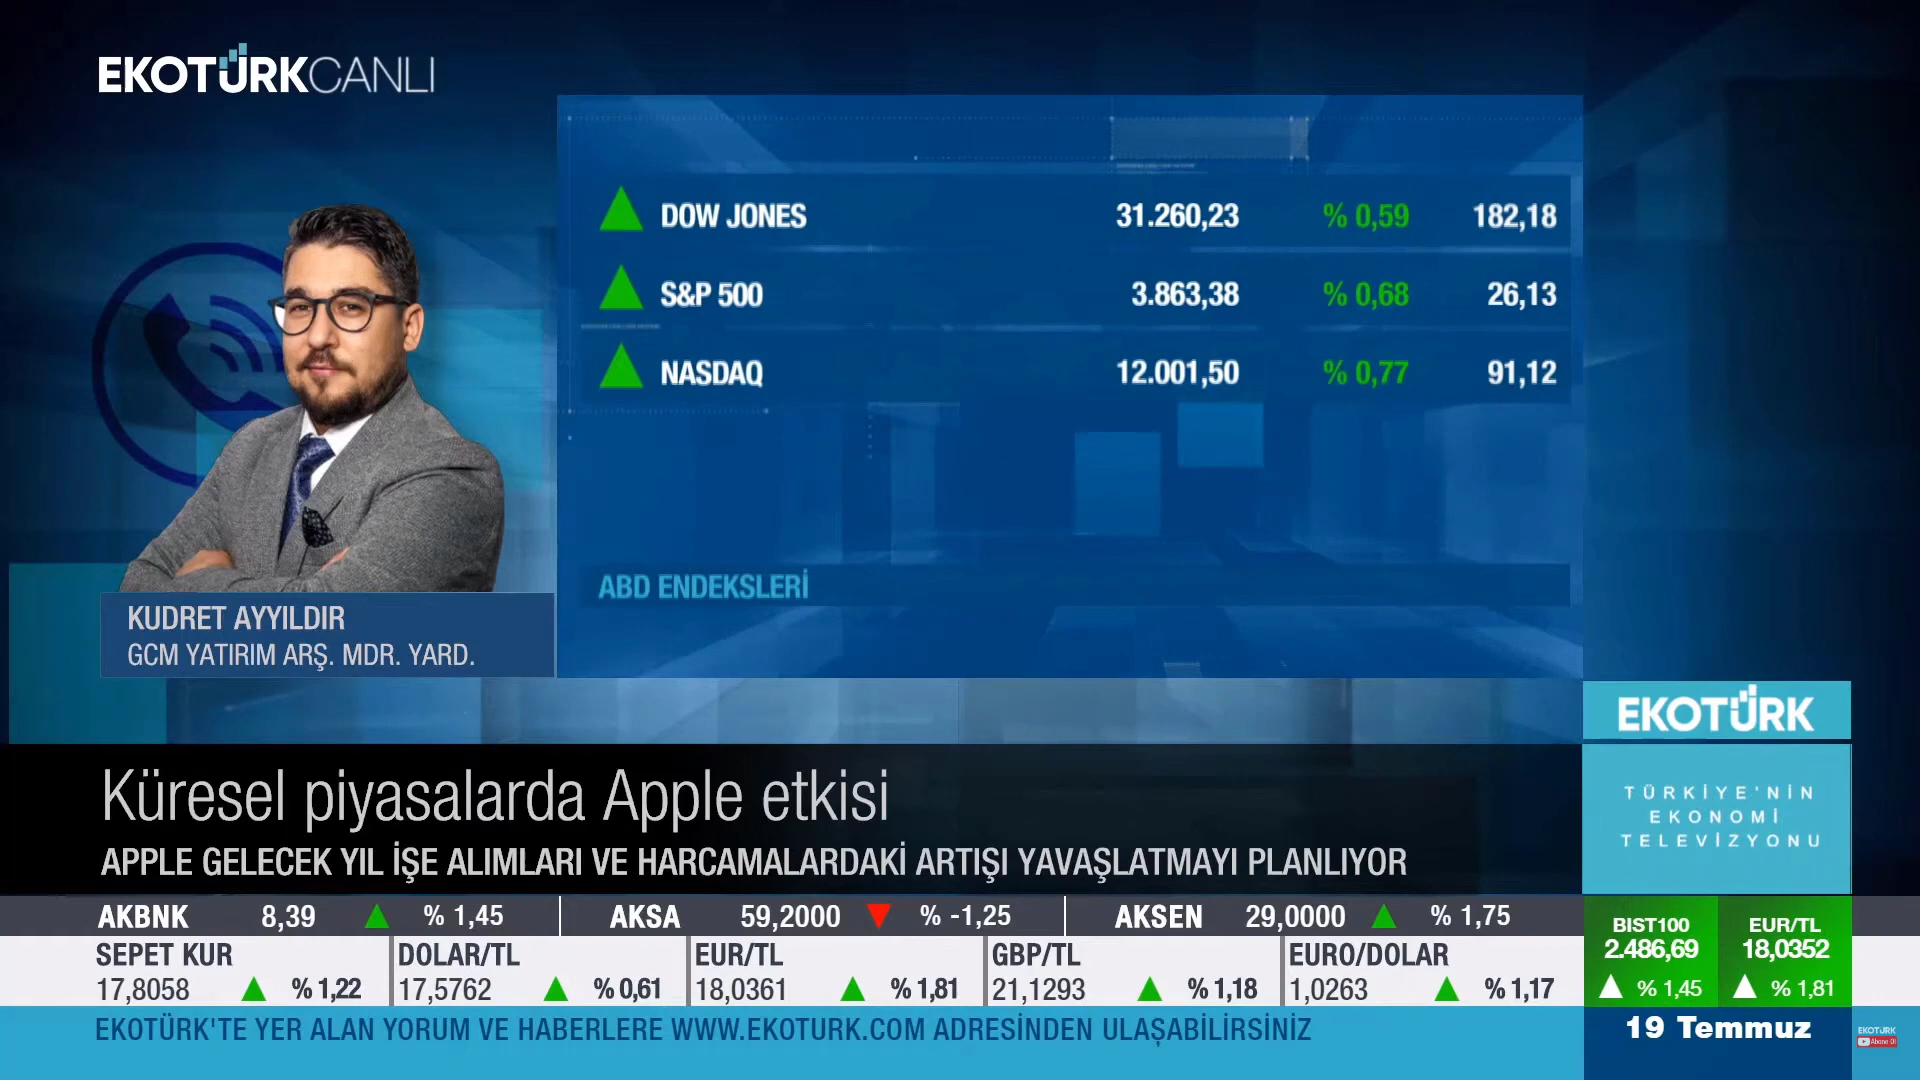 EKOTÜRKCANLI
DOW JONES 31.260,23 % 0,59 182,18
S&P 500 3.863,38 % 0,68 26,13
NASDAQ 12.001,50 % 0,77 91,12
ABD ENDEKSLERİ
KUDRET AYYILDIR
GCM YATIRIM ARŞ. MDR. YARD.
EKOTÜRK
TÜRKİYE'NİN
EKONOMİ
TELEVİZYONU
Küresel piyasalarda Apple etkisi
APPLE GELECEK YIL İŞE ALIMLARI VE HARCAMALARDAKİ ARTIŞI YAVAŞLATMAYI PLANLIYOR
AKBNK 8,39 % 1,45 AKSA 59,2000 % -1,25 AKSEN 29,0000 % 1,75
SEPET KUR DOLAR/TL EUR/TL GBP/TL EURO/DOLAR
17,8058 % 1,22 17,5762 % 0,61 18,0361 % 1,81 21,1293 % 1,18 1,0263 % 1,17
BIST100 EUR/TL
2.486,69 18,0352
% 1,45 % 1,81
EKOTÜRK'TE YER ALAN YORUM VE HABERLERE WWW.EKOTURK.COM ADRESİNDEN ULAŞABİLİRSİNİZ
19 Temmuz
EKOTÜRK
Abone Ol